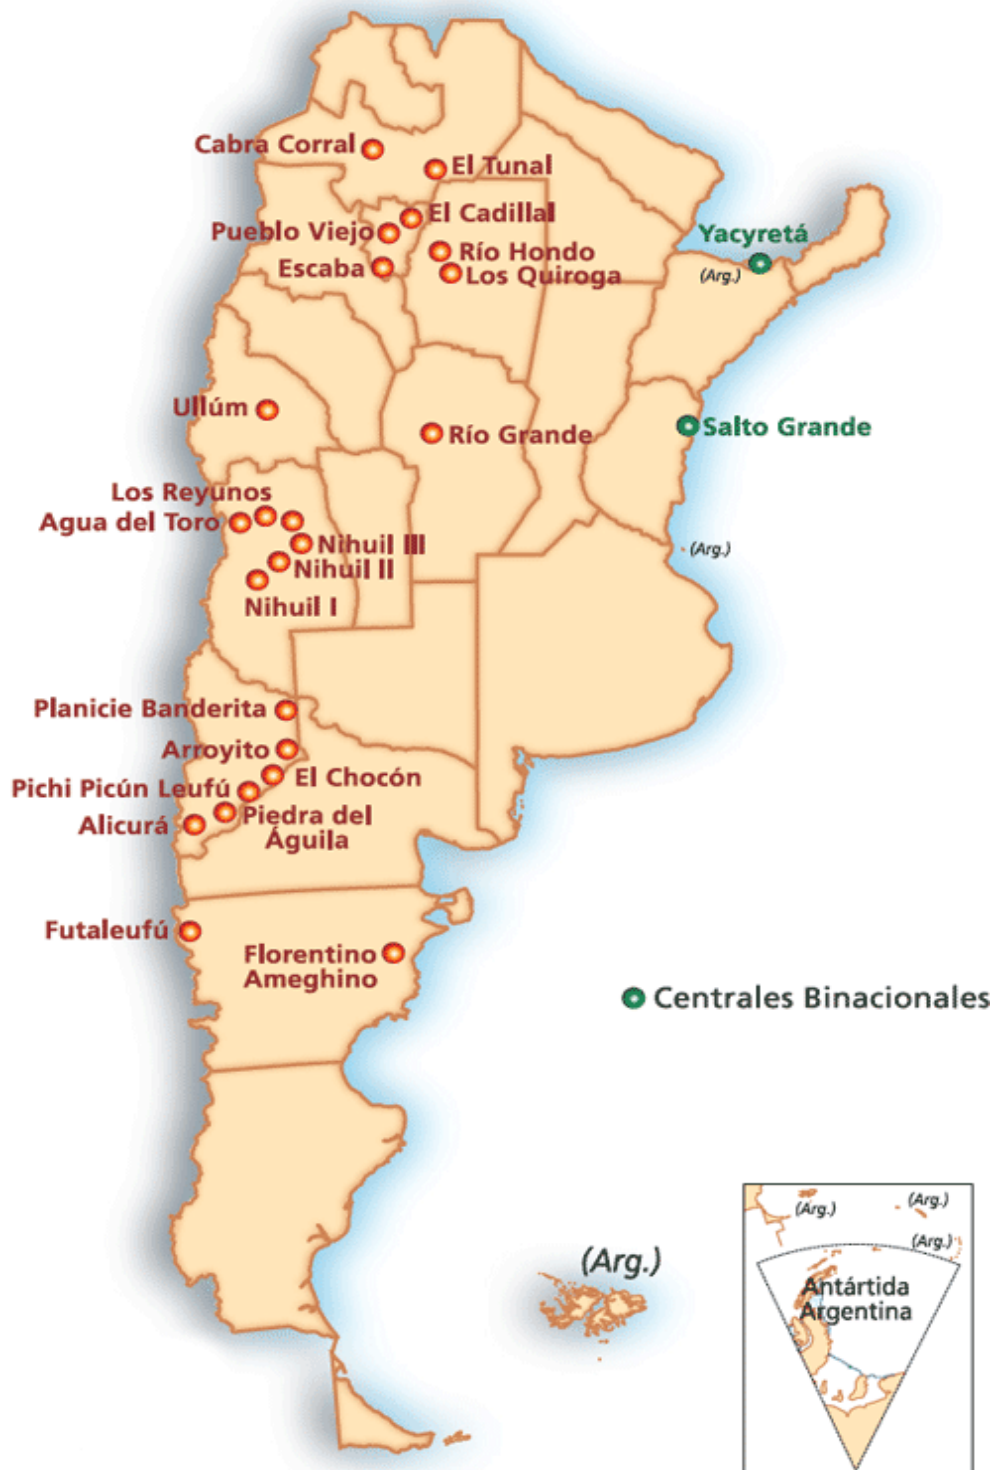 Cabra Corral
El Tunal
El Cadillal
Pueblo Viejo
Yacyretá
Río Hondo
Escaba
Los Quiroga
(Arg.)
Ullúm
Salto Grande
Río Grande
Los Reyunos
Agua del Toro
Nihuil III
(Arg.)
Nihuil II
Nihuil I
Planicie Banderita
Arroyito
El Chocón
Pichi Picún Leufú
Piedra del
Águila
Alicurá
Futaleufú
Florentino
Ameghino
Centrales Binacionales
(Arg.)
(Arg.)
(Arg.)
(Arg.)
Antártida
Argentina